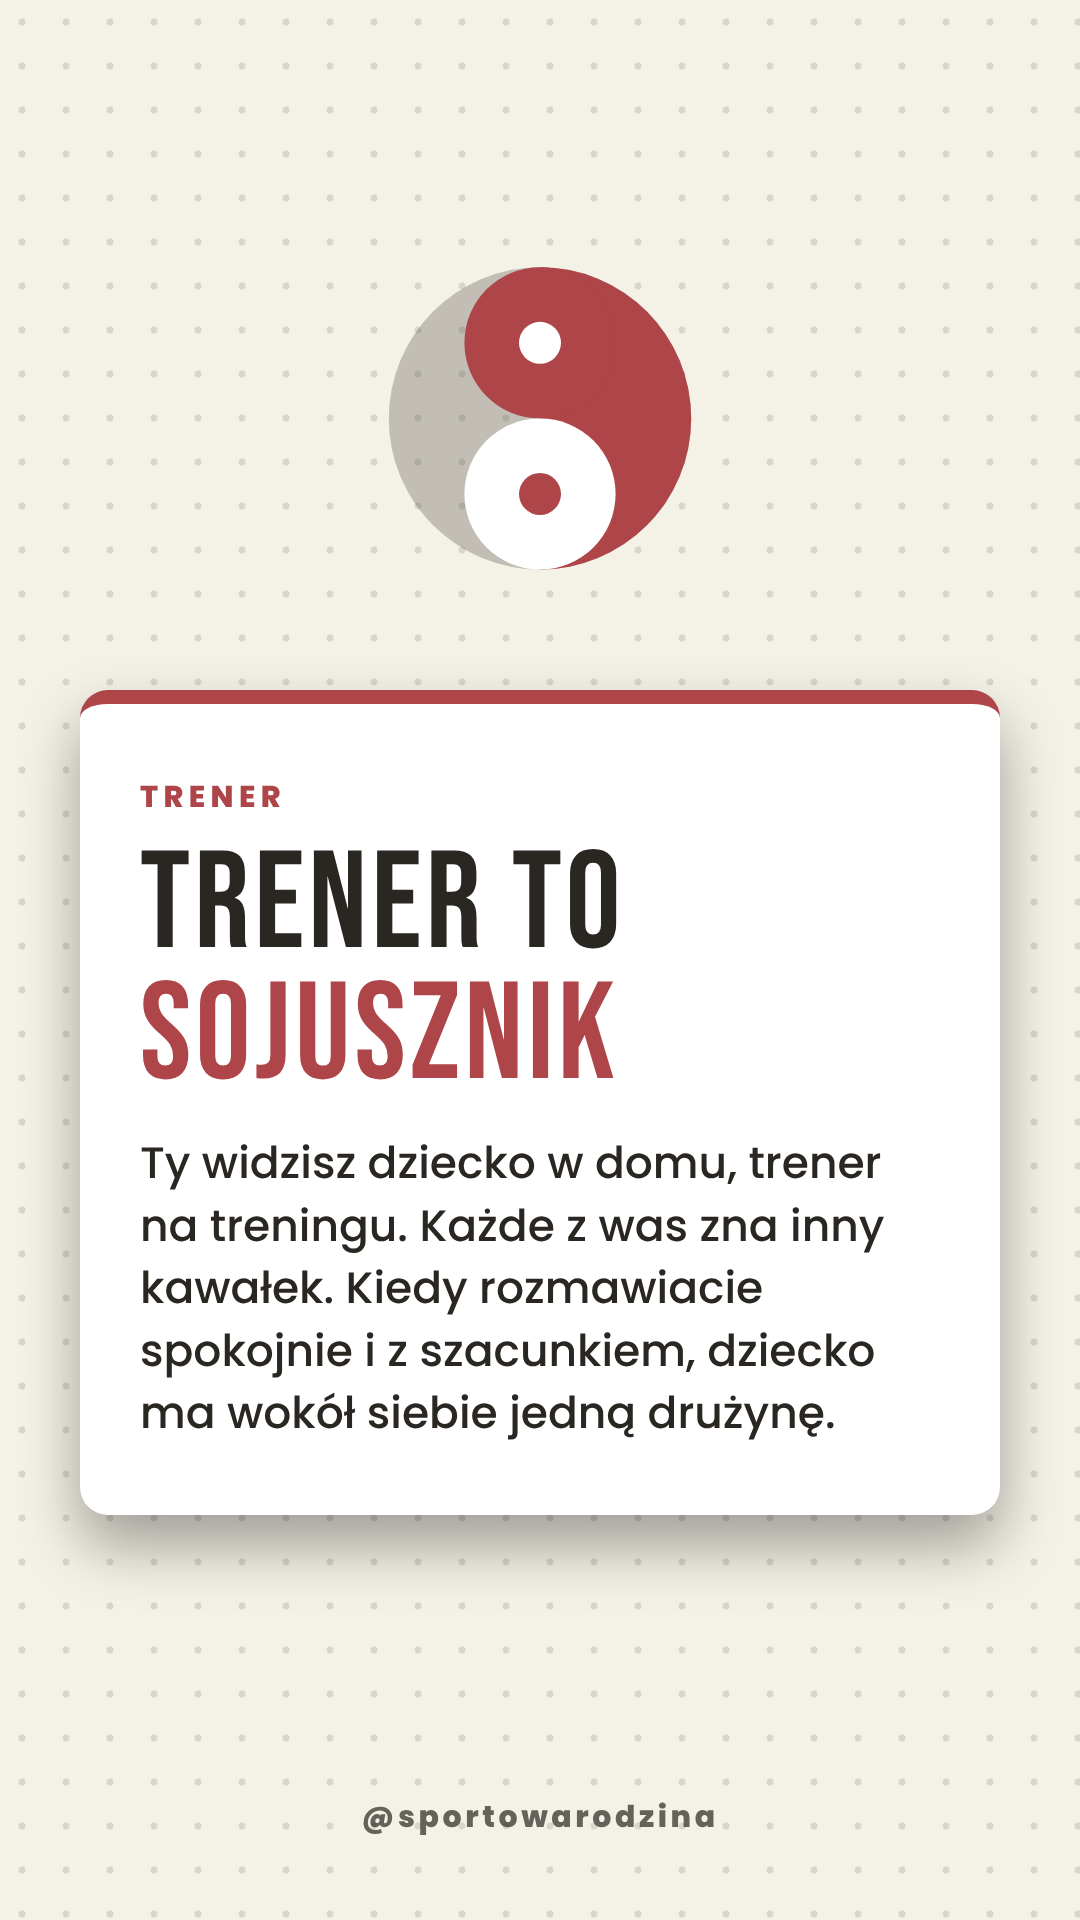 TRENER
TRENER TO
SOJUSZNIK
Ty widzisz dziecko w domu, trener
na treningu. Każde z was zna inny
kawałek. Kiedy rozmawiacie
spokojnie i z szacunkiem, dziecko
ma wokół siebie jedną drużynę.
@sportowarodzina